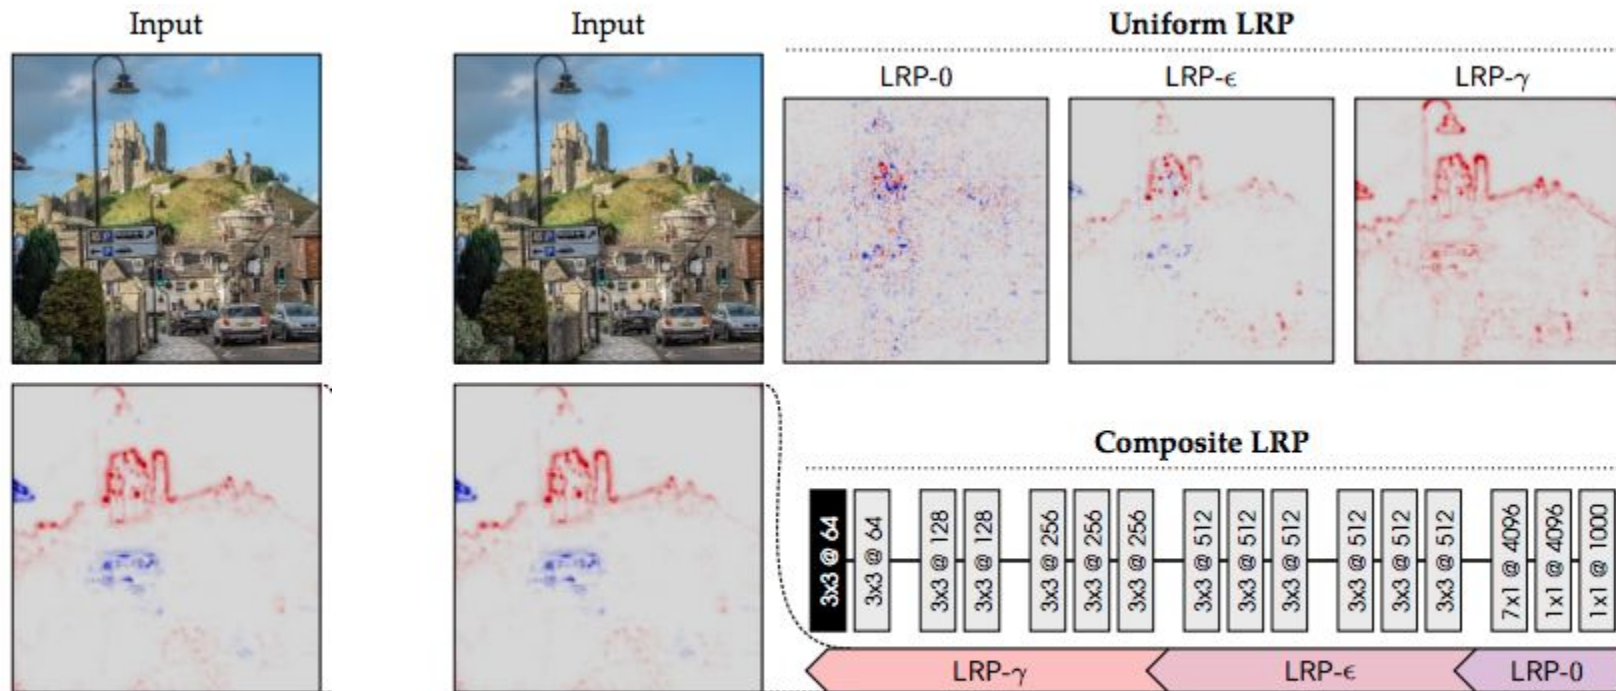 Input
Input
Uniform LRP
LRP-0
LRP-ϵ
LRP-γ
Composite LRP
3x3 @ 64
3x3 @ 64
3x3 @ 128
3x3 @ 128
3x3 @ 256
3x3 @ 256
3x3 @ 256
3x3 @ 512
3x3 @ 512
3x3 @ 512
3x3 @ 512
3x3 @ 512
3x3 @ 512
7x1 @ 4096
1x1 @ 4096
1x1 @ 1000
LRP-γ
LRP-ϵ
LRP-0